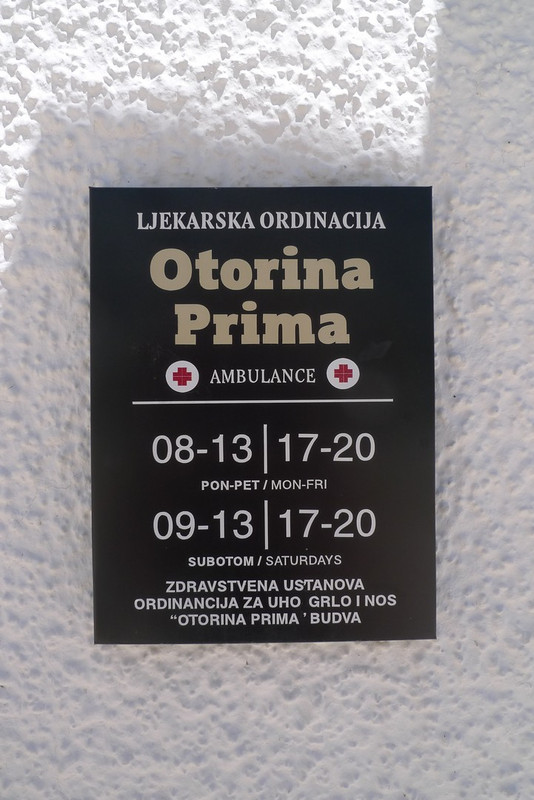 LJEKARSKA ORDINACIJA
Otorina
Prima
AMBULANCE
08-13 | 17-20
PON-PET / MON-FRI
09-13 | 17-20
SUBOTOM / SATURDAYS
ZDRAVSTVENA USTANOVA
ORDINANCIJA ZA UHO GRLO I NOS
“OTORINA PRIMA ’ BUDVA